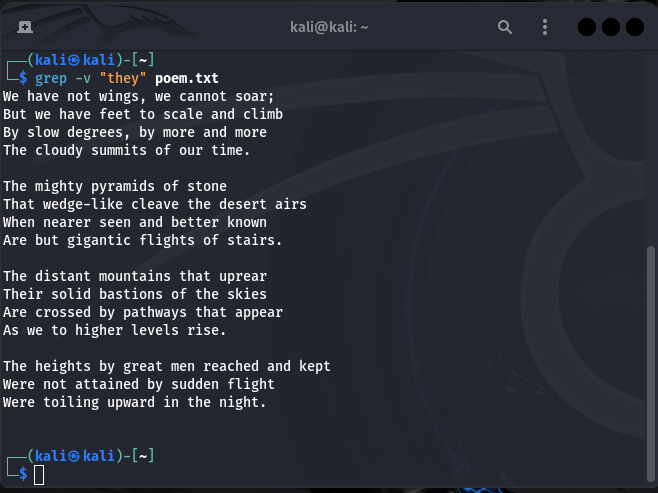 kali@kali: ~
┌──(kali㉿kali)-[~]
└─$ grep -v "they" poem.txt
We have not wings, we cannot soar;
But we have feet to scale and climb
By slow degrees, by more and more
The cloudy summits of our time.
The mighty pyramids of stone
That wedge-like cleave the desert airs
When nearer seen and better known
Are but gigantic flights of stairs.
The distant mountains that uprear
Their solid bastions of the skies
Are crossed by pathways that appear
As we to higher levels rise.
The heights by great men reached and kept
Were not attained by sudden flight
Were toiling upward in the night.
┌──(kali㉿kali)-[~]
└─$